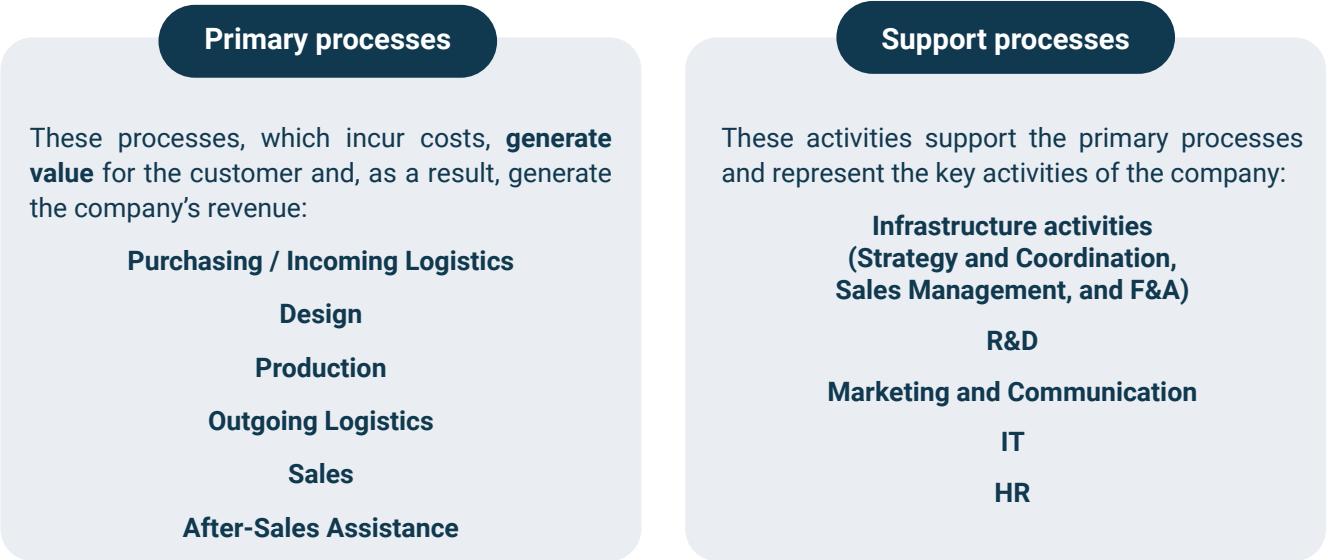 Primary processes
These processes, which incur costs, generate
value for the customer and, as a result, generate
the company’s revenue:
Purchasing / Incoming Logistics
Design
Production
Outgoing Logistics
Sales
After-Sales Assistance
Support processes
These activities support the primary processes
and represent the key activities of the company:
Infrastructure activities
(Strategy and Coordination,
Sales Management, and F&A)
R&D
Marketing and Communication
IT
HR